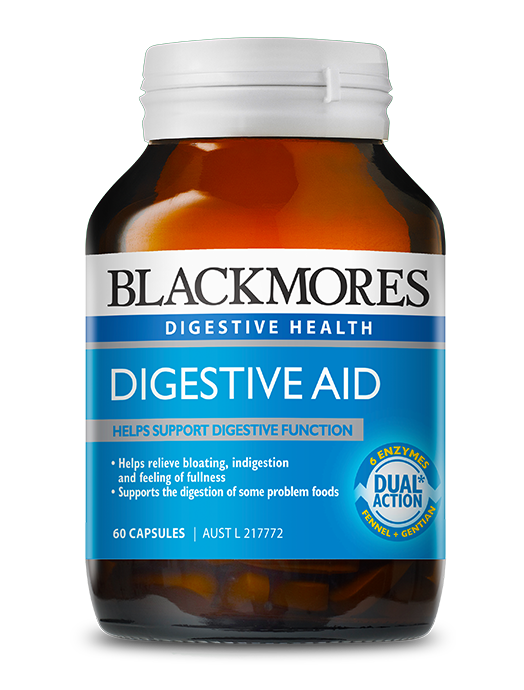 BLACKMORES
DIGESTIVE HEALTH
DIGESTIVE AID
HELPS SUPPORT DIGESTIVE FUNCTION
• Helps relieve bloating, indigestion
and feeling of fullness
• Supports the digestion of some problem foods
6 ENZYMES
DUAL*
ACTION
FENNEL + GENTIAN
60 CAPSULES | AUST L 217772